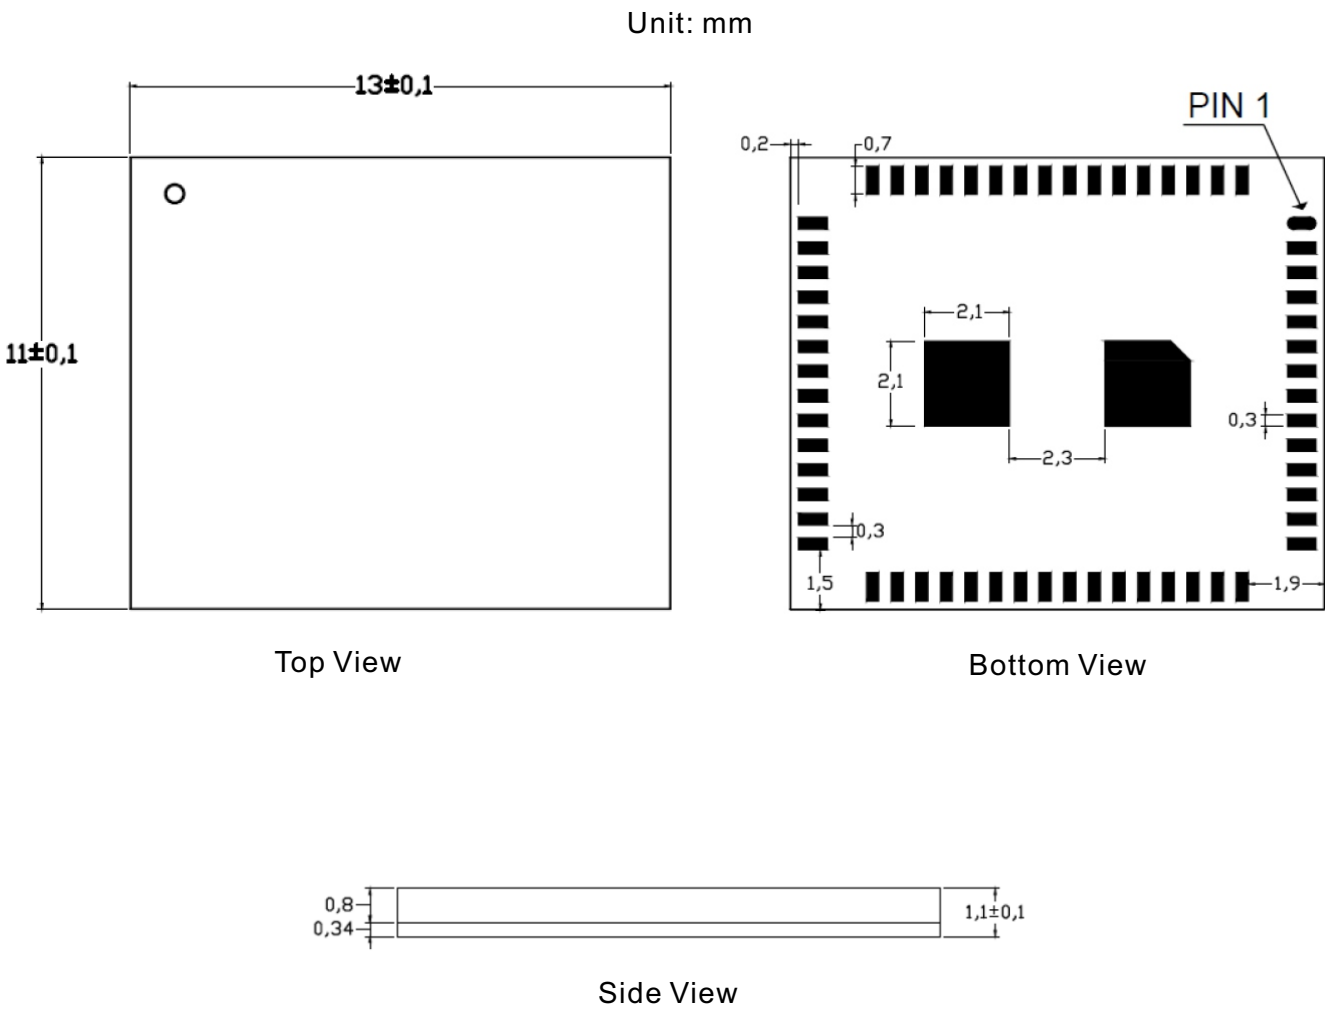 Unit: mm
13±0,1
PIN 1
0,2
0,7
2,1
11±0,1
2,1
0,3
2,3
0,3
1,5
1,9
Top View
Bottom View
0,8
1,1±0,1
0,34
Side View